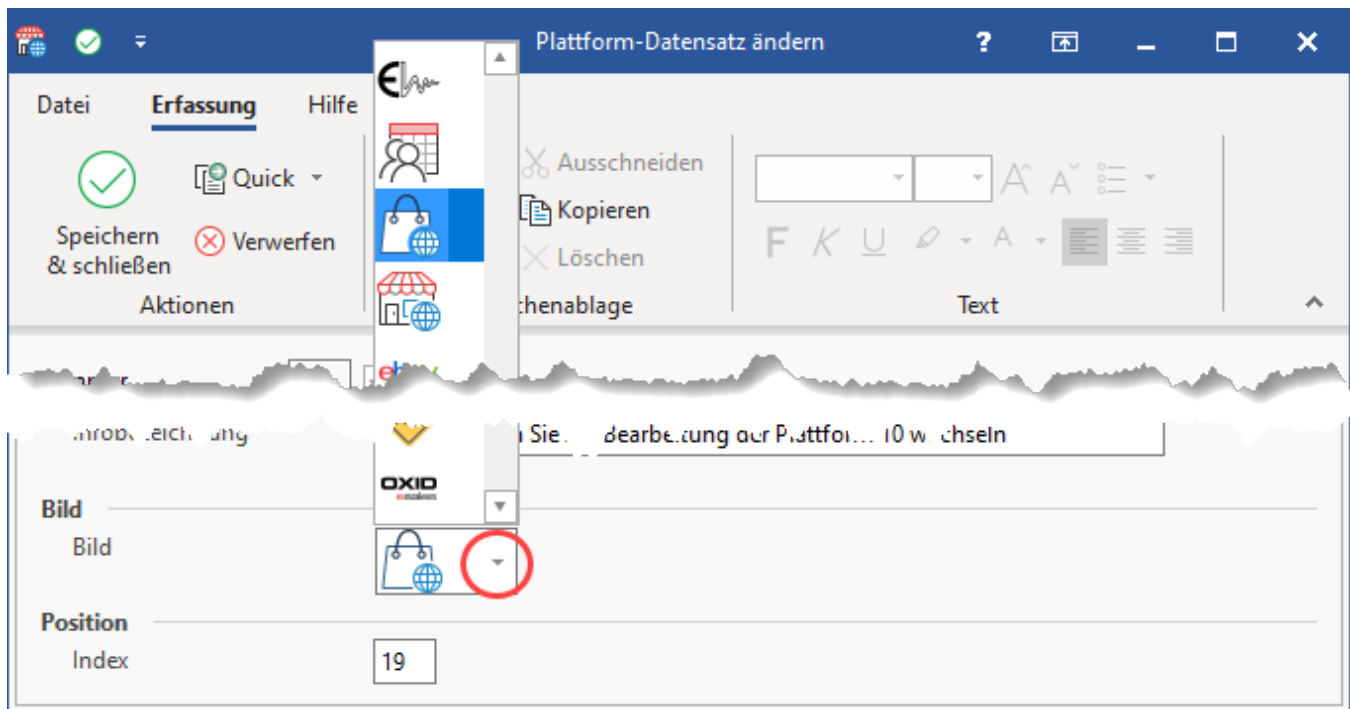 Plattform-Datensatz ändern
?
Datei Erfassung Hilfe
Speichern
& schließen
Quick
Verwerfen
Aktionen
Ausschneiden
Kopieren
Löschen
henablage
F K U A
A A
Text
OXID
Bild
Bild
Position
Index 19